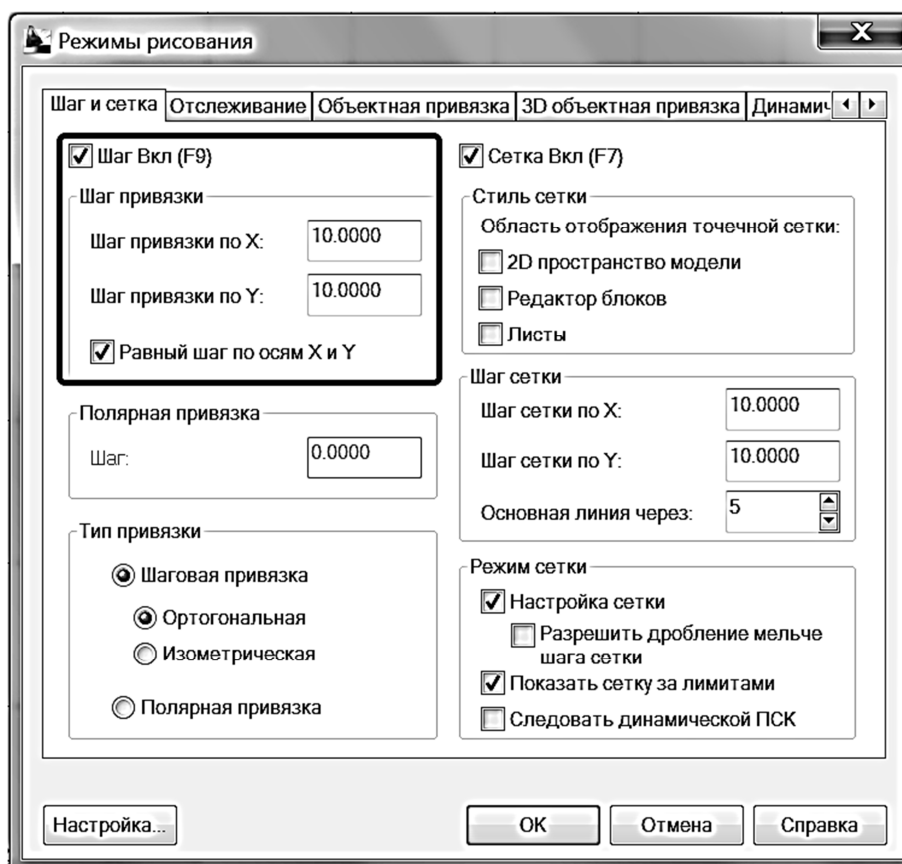 Режимы рисования
Шаг и сетка Отслеживание Объектная привязка 3D объектная привязка Динамич
Шаг Вкл (F9)
Шаг привязки
Шаг привязки по X: 10.0000
Шаг привязки по Y: 10.0000
Равный шаг по осям X и Y
Полярная привязка
Шаг: 0.0000
Тип привязки
Шаговая привязка
Ортогональная
Изометрическая
Полярная привязка
Сетка Вкл (F7)
Стиль сетки
Область отображения точечной сетки:
2D пространство модели
Редактор блоков
Листы
Шаг сетки
Шаг сетки по X: 10.0000
Шаг сетки по Y: 10.0000
Основная линия через: 5
Режим сетки
Настройка сетки
Разрешить дробление мельче
шага сетки
Показать сетку за лимитами
Следовать динамической ПСК
Настройка... ОК Отмена Справка